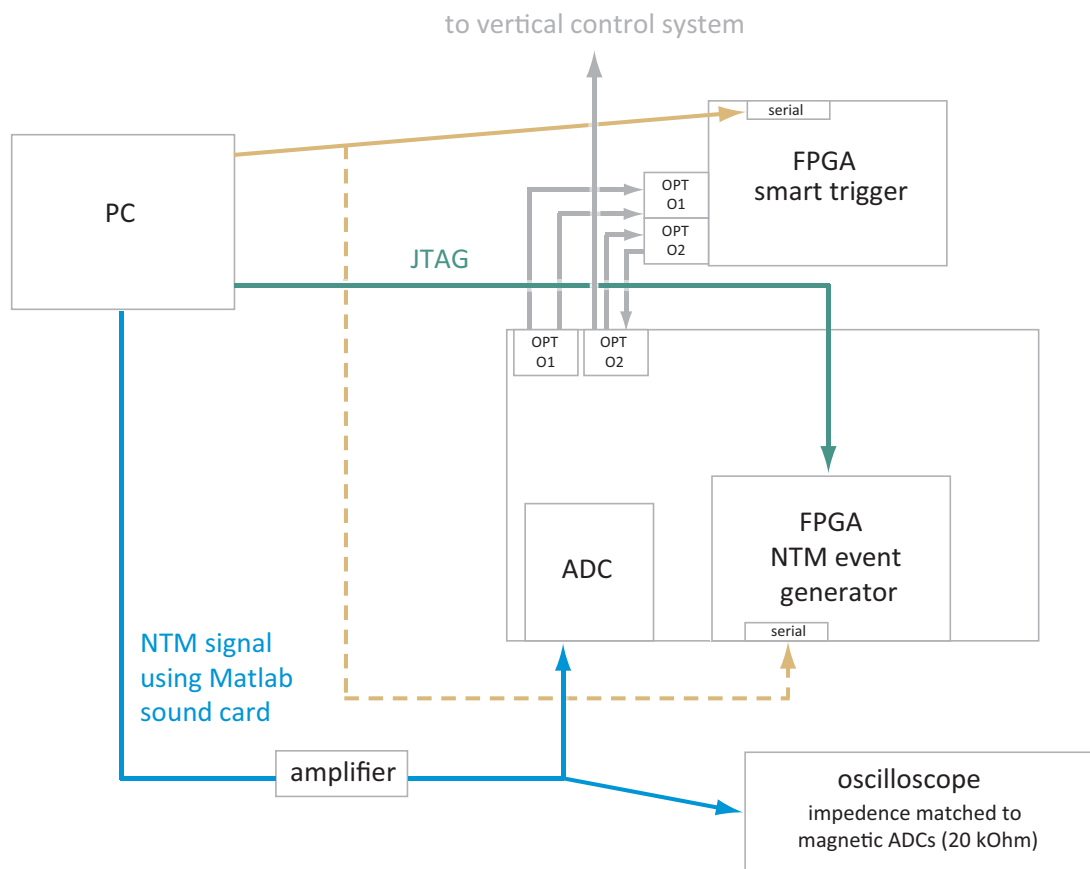 to vertical control system
serial
FPGA
smart trigger
PC
OPT
O1
OPT
O2
JTAG
OPT
O1
OPT
O2
ADC
FPGA
NTM event
generator
serial
NTM signal
using Matlab
sound card
amplifier
oscilloscope
impedence matched to
magnetic ADCs (20 kOhm)